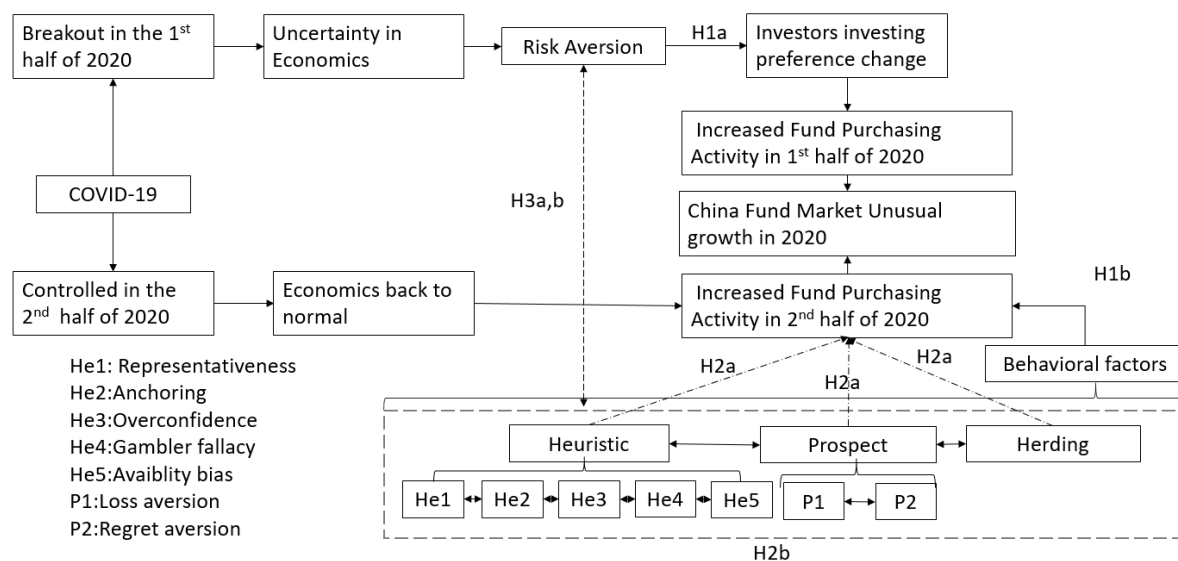 Breakout in the 1st
half of 2020
Uncertainty in
Economics
Risk Aversion
H1a
Investors investing
preference change
Increased Fund Purchasing
Activity in 1st half of 2020
COVID-19
H3a,b
China Fund Market Unusual
growth in 2020
H1b
Controlled in the
2nd half of 2020
Economics back to
normal
Increased Fund Purchasing
Activity in 2nd half of 2020
H2a
H2a
H2a
Behavioral factors
He1: Representativeness
He2:Anchoring
He3:Overconfidence
He4:Gambler fallacy
He5:Avaiblity bias
P1:Loss aversion
P2:Regret aversion
Heuristic
Prospect
Herding
He1
He2
He3
He4
He5
P1
P2
H2b